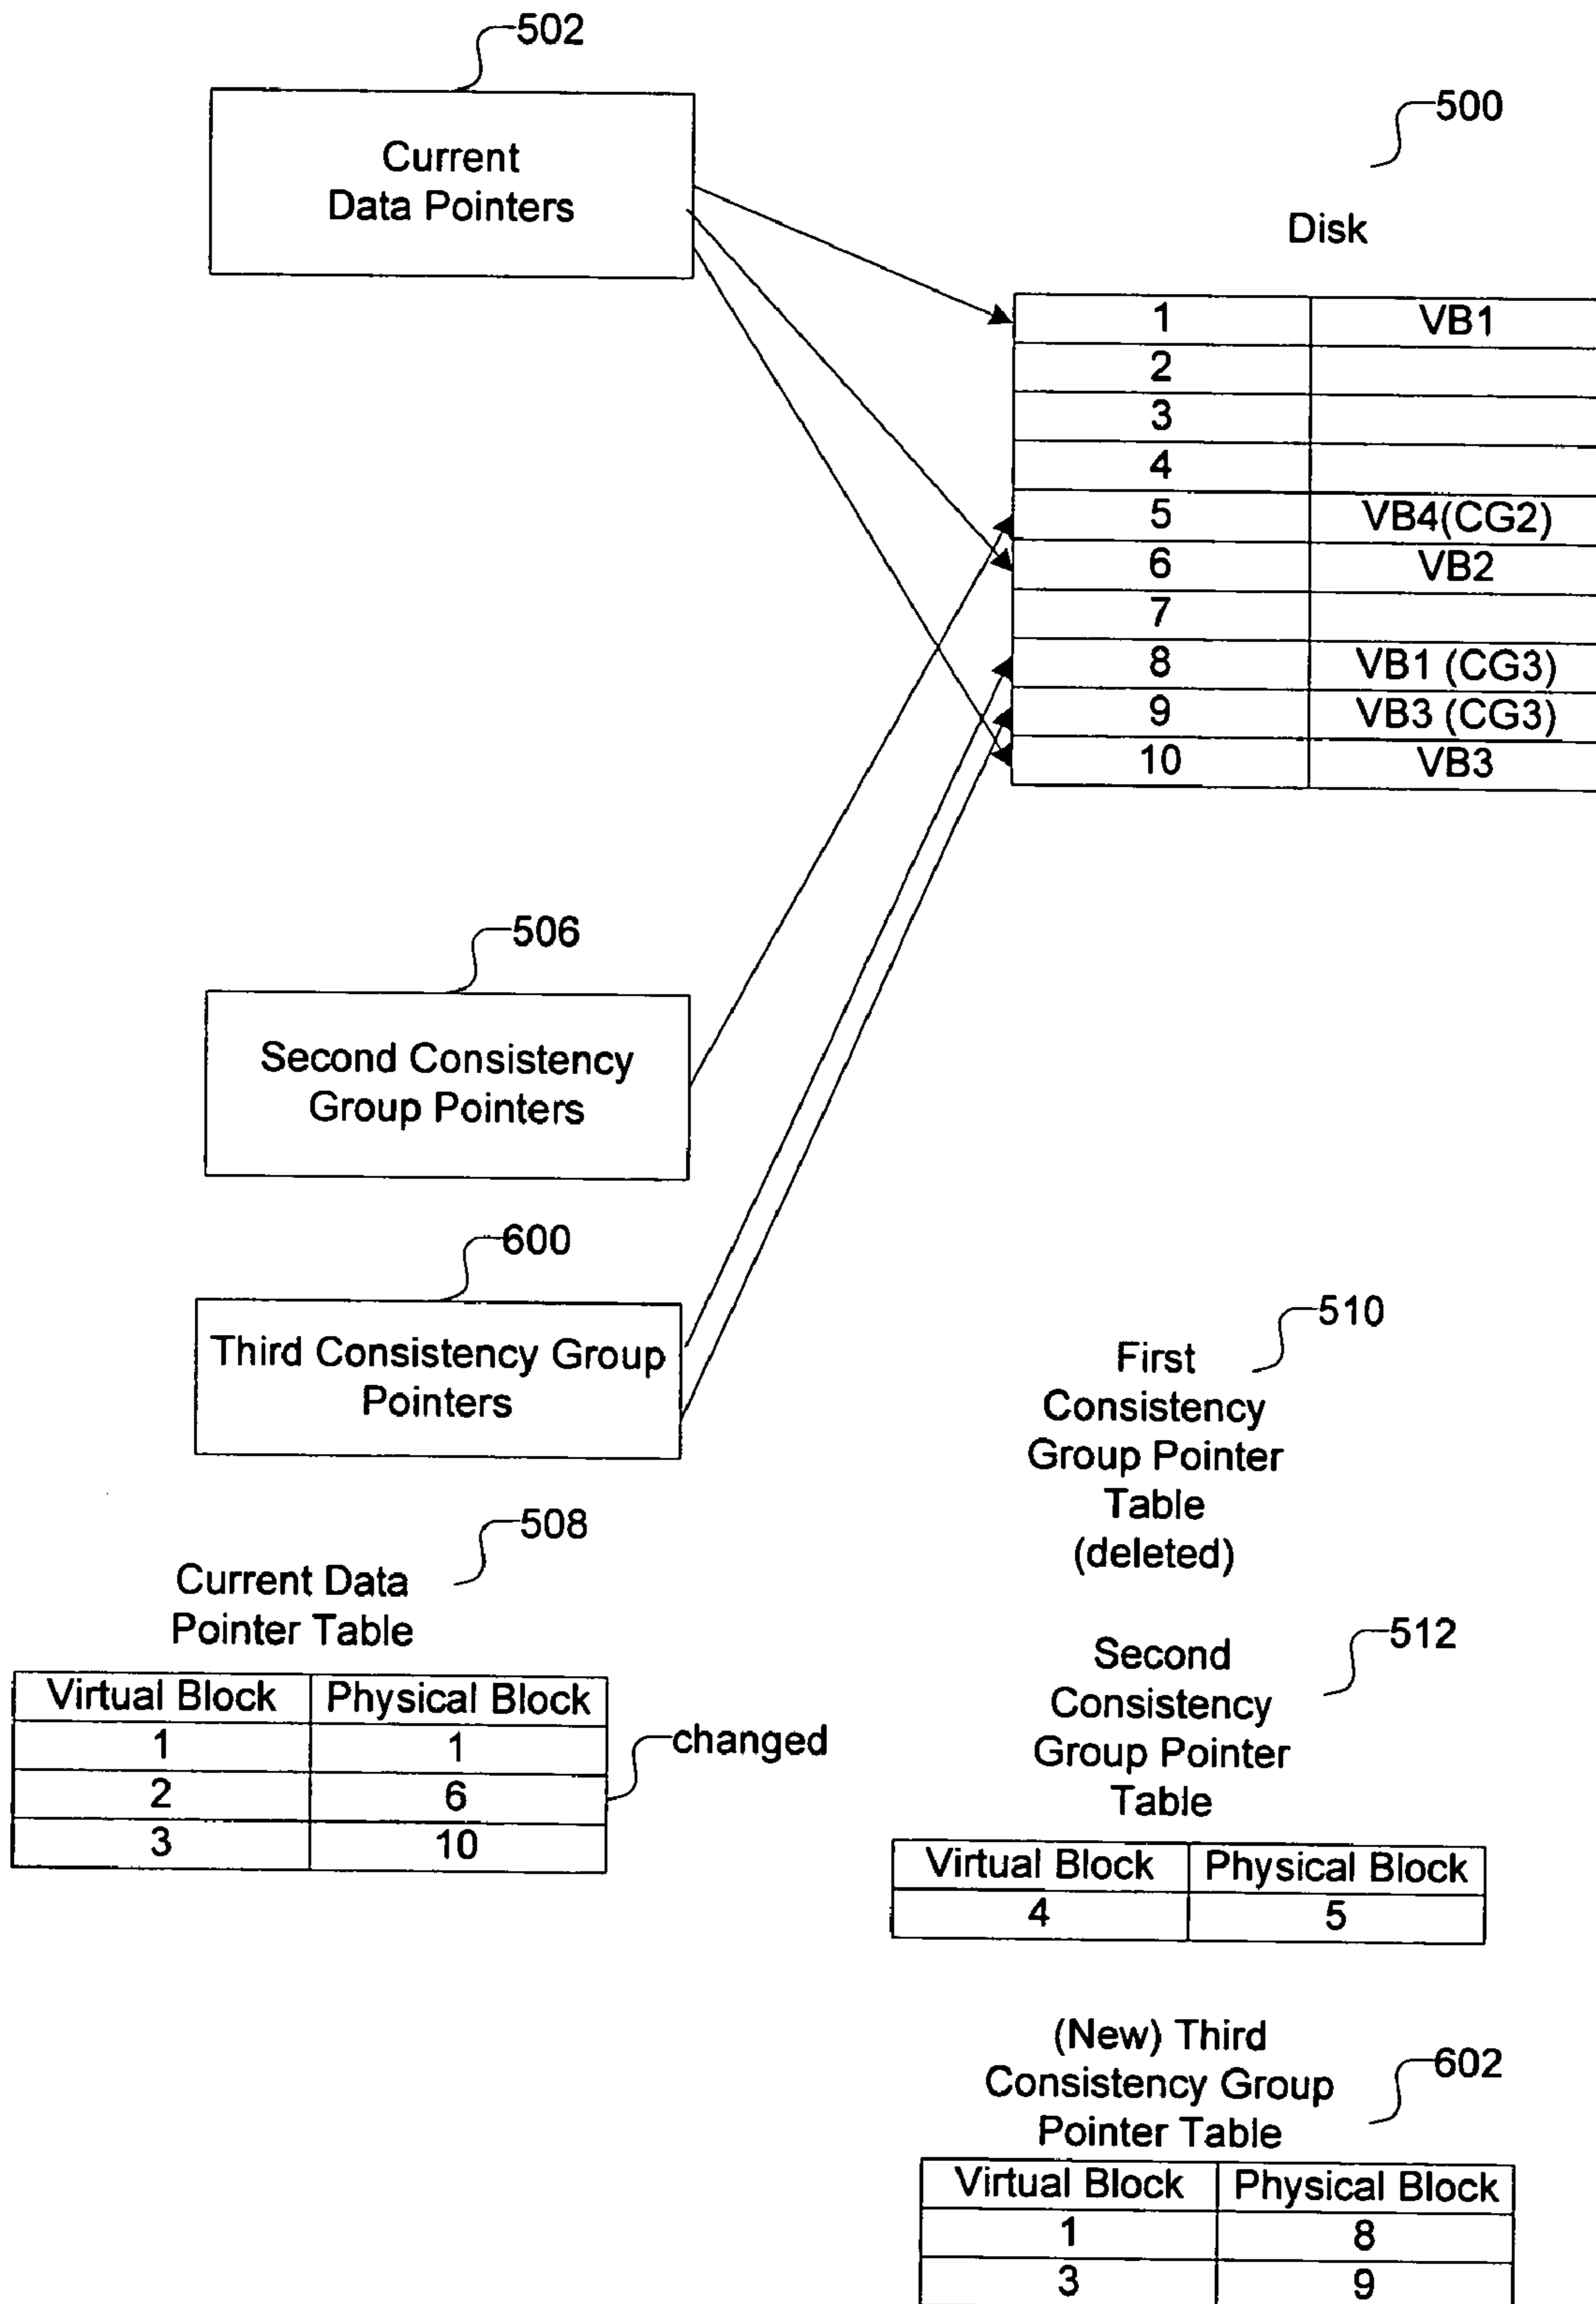 502
Current
Data Pointers
500
Disk
1 VB1
2
3
4
5 VB4(CG2)
6 VB2
7
8 VB1 (CG3)
9 VB3 (CG3)
10 VB3
506
Second Consistency
Group Pointers
600
Third Consistency Group
Pointers
510
First
Consistency
Group Pointer
Table
(deleted)
508
Current Data
Pointer Table
Virtual Block Physical Block
1 1
2 6
3 10
changed
512
Second
Consistency
Group Pointer
Table
Virtual Block Physical Block
4 5
(New) Third
Consistency Group
Pointer Table
602
Virtual Block Physical Block
1 8
3 9